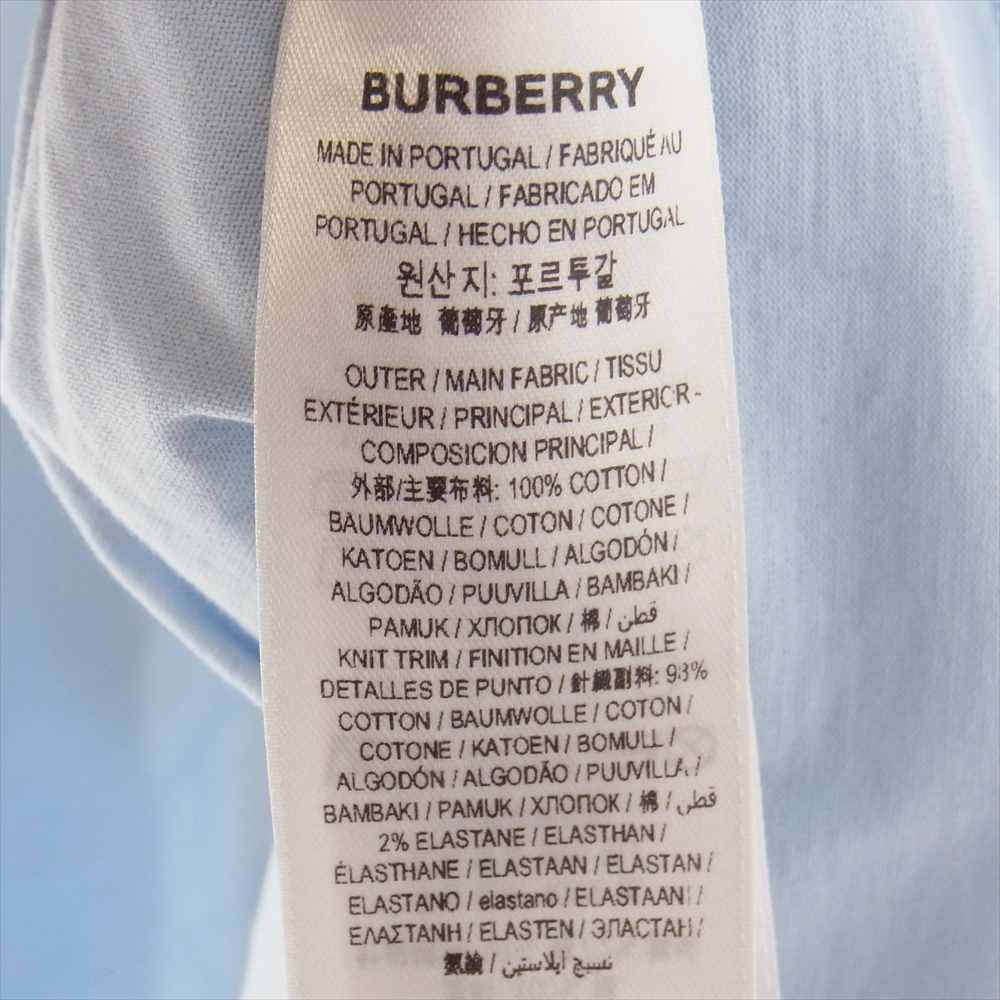 BURBERRY
MADE IN PORTUGAL / FABRIQUÉ AU
PORTUGAL / FABRICADO EM
PORTUGAL / HECHO EN PORTUGAL
원산지: 포르투갈
原產地 葡萄牙 / 原产地 葡萄牙
OUTER / MAIN FABRIC / TISSU
EXTÉRIEUR / PRINCIPAL / EXTERIOR -
COMPOSICION PRINCIPAL /
外部/主要布料: 100% COTTON /
BAUMWOLLE / COTON / COTONE /
KATOEN / BOMULL / ALGODÓN /
ALGODÃO / PUUVILLA / BAMBAKI /
PAMUK / ХЛОПОК / 棉 / قطن /
KNIT TRIM / FINITION EN MAILLE /
DETALLES DE PUNTO / 針織副料: 98%
COTTON / BAUMWOLLE / COTON /
COTONE / KATOEN / BOMULL /
ALGODÓN / ALGODÃO / PUUVILLA /
BAMBAKI / PAMUK / ХЛОПОК / 棉 / قطن /
2% ELASTANE / ELASTHAN /
ÉLASTHANE / ELASTAAN / ELASTAN /
ELASTANO / elastano / ELASTAANI /
ΕΛΑΣΤΑΝΗ / ELASTEN / ЭЛАСТАН /
氨綸 / نسيج ايلاستين